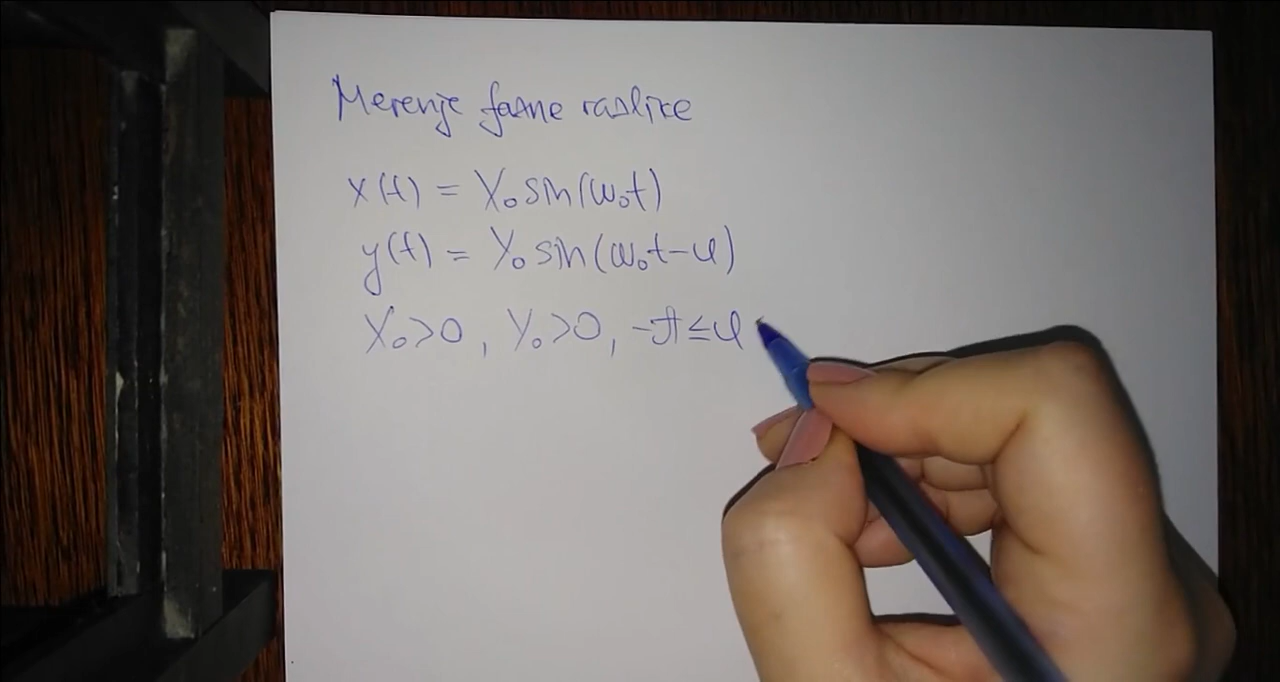 Merenje fazne razlike
x(t) = X₀ sin(ω₀t)
y(t) = Y₀ sin(ω₀t-φ)
X₀>0, Y₀>0, -π≤φ